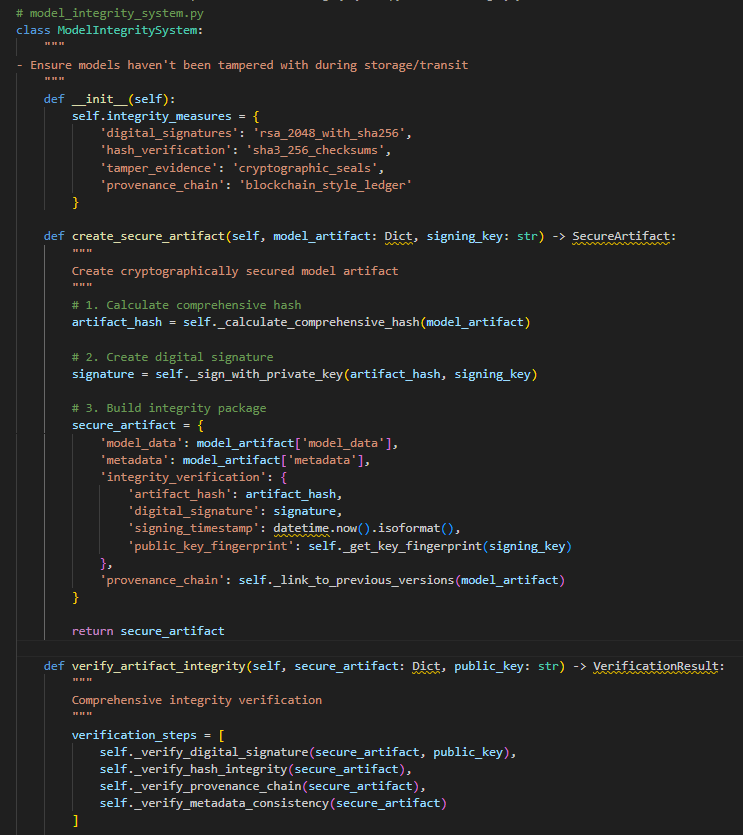 # model_integrity_system.py
class ModelIntegritySystem:
    """
- Ensure models haven't been tampered with during storage/transit
    """
    def __init__(self):
        self.integrity_measures = {
            'digital_signatures': 'rsa_2048_with_sha256',
            'hash_verification': 'sha3_256_checksums',
            'tamper_evidence': 'cryptographic_seals',
            'provenance_chain': 'blockchain_style_ledger'
        }
    def create_secure_artifact(self, model_artifact: Dict, signing_key: str) -> SecureArtifact:
        """
        Create cryptographically secured model artifact
        """
        # 1. Calculate comprehensive hash
        artifact_hash = self._calculate_comprehensive_hash(model_artifact)
        # 2. Create digital signature
        signature = self._sign_with_private_key(artifact_hash, signing_key)
        # 3. Build integrity package
        secure_artifact = {
            'model_data': model_artifact['model_data'],
            'metadata': model_artifact['metadata'],
            'integrity_verification': {
                'artifact_hash': artifact_hash,
                'digital_signature': signature,
                'signing_timestamp': datetime.now().isoformat(),
                'public_key_fingerprint': self._get_key_fingerprint(signing_key)
            },
            'provenance_chain': self._link_to_previous_versions(model_artifact)
        }
        return secure_artifact
    def verify_artifact_integrity(self, secure_artifact: Dict, public_key: str) -> VerificationResult:
        """
        Comprehensive integrity verification
        """
        verification_steps = [
            self._verify_digital_signature(secure_artifact, public_key),
            self._verify_hash_integrity(secure_artifact),
            self._verify_provenance_chain(secure_artifact),
            self._verify_metadata_consistency(secure_artifact)
        ]